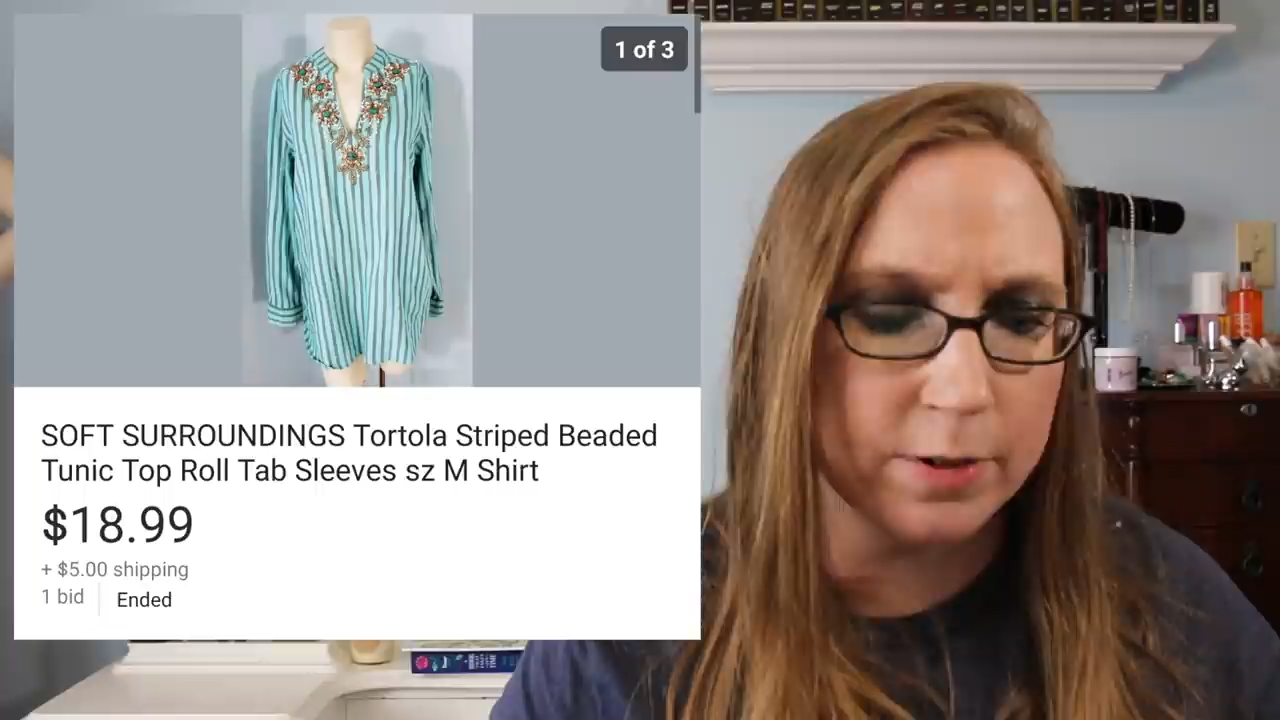 1 of 3
SOFT SURROUNDINGS Tortola Striped Beaded
Tunic Top Roll Tab Sleeves sz M Shirt
$18.99
+ $5.00 shipping
1 bid
Ended